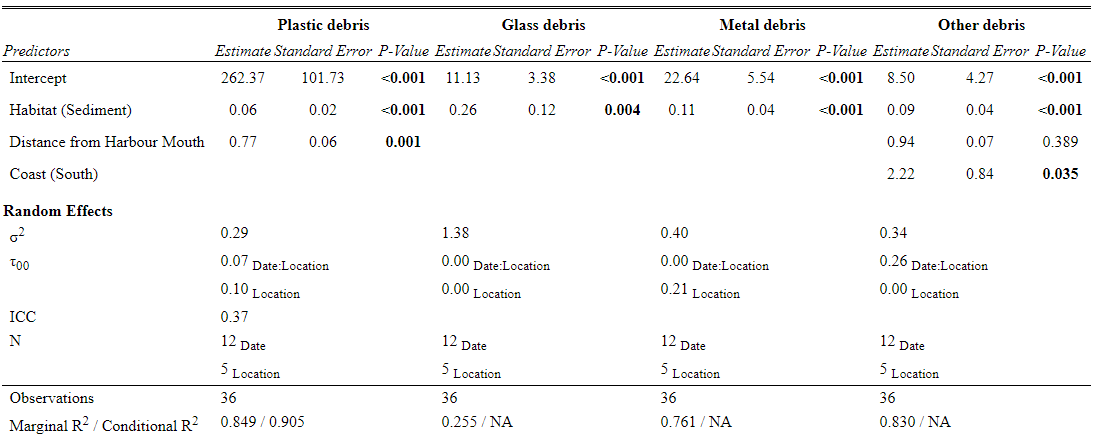 Plastic debris Glass debris Metal debris Other debris
Predictors Estimate Standard Error P-Value Estimate Standard Error P-Value Estimate Standard Error P-Value Estimate Standard Error P-Value
Intercept 262.37 101.73 <0.001 11.13 3.38 <0.001 22.64 5.54 <0.001 8.50 4.27 <0.001
Habitat (Sediment) 0.06 0.02 <0.001 0.26 0.12 0.004 0.11 0.04 <0.001 0.09 0.04 <0.001
Distance from Harbour Mouth 0.77 0.06 0.001 0.94 0.07 0.389
Coast (South) 2.22 0.84 0.035
Random Effects
σ2 0.29 1.38 0.40 0.34
τ00 0.07 Date:Location 0.00 Date:Location 0.00 Date:Location 0.26 Date:Location
0.10 Location 0.00 Location 0.21 Location 0.00 Location
ICC 0.37
N 12 Date 12 Date 12 Date 12 Date
5 Location 5 Location 5 Location 5 Location
Observations 36 36 36 36
Marginal R2 / Conditional R2 0.849 / 0.905 0.255 / NA 0.761 / NA 0.830 / NA